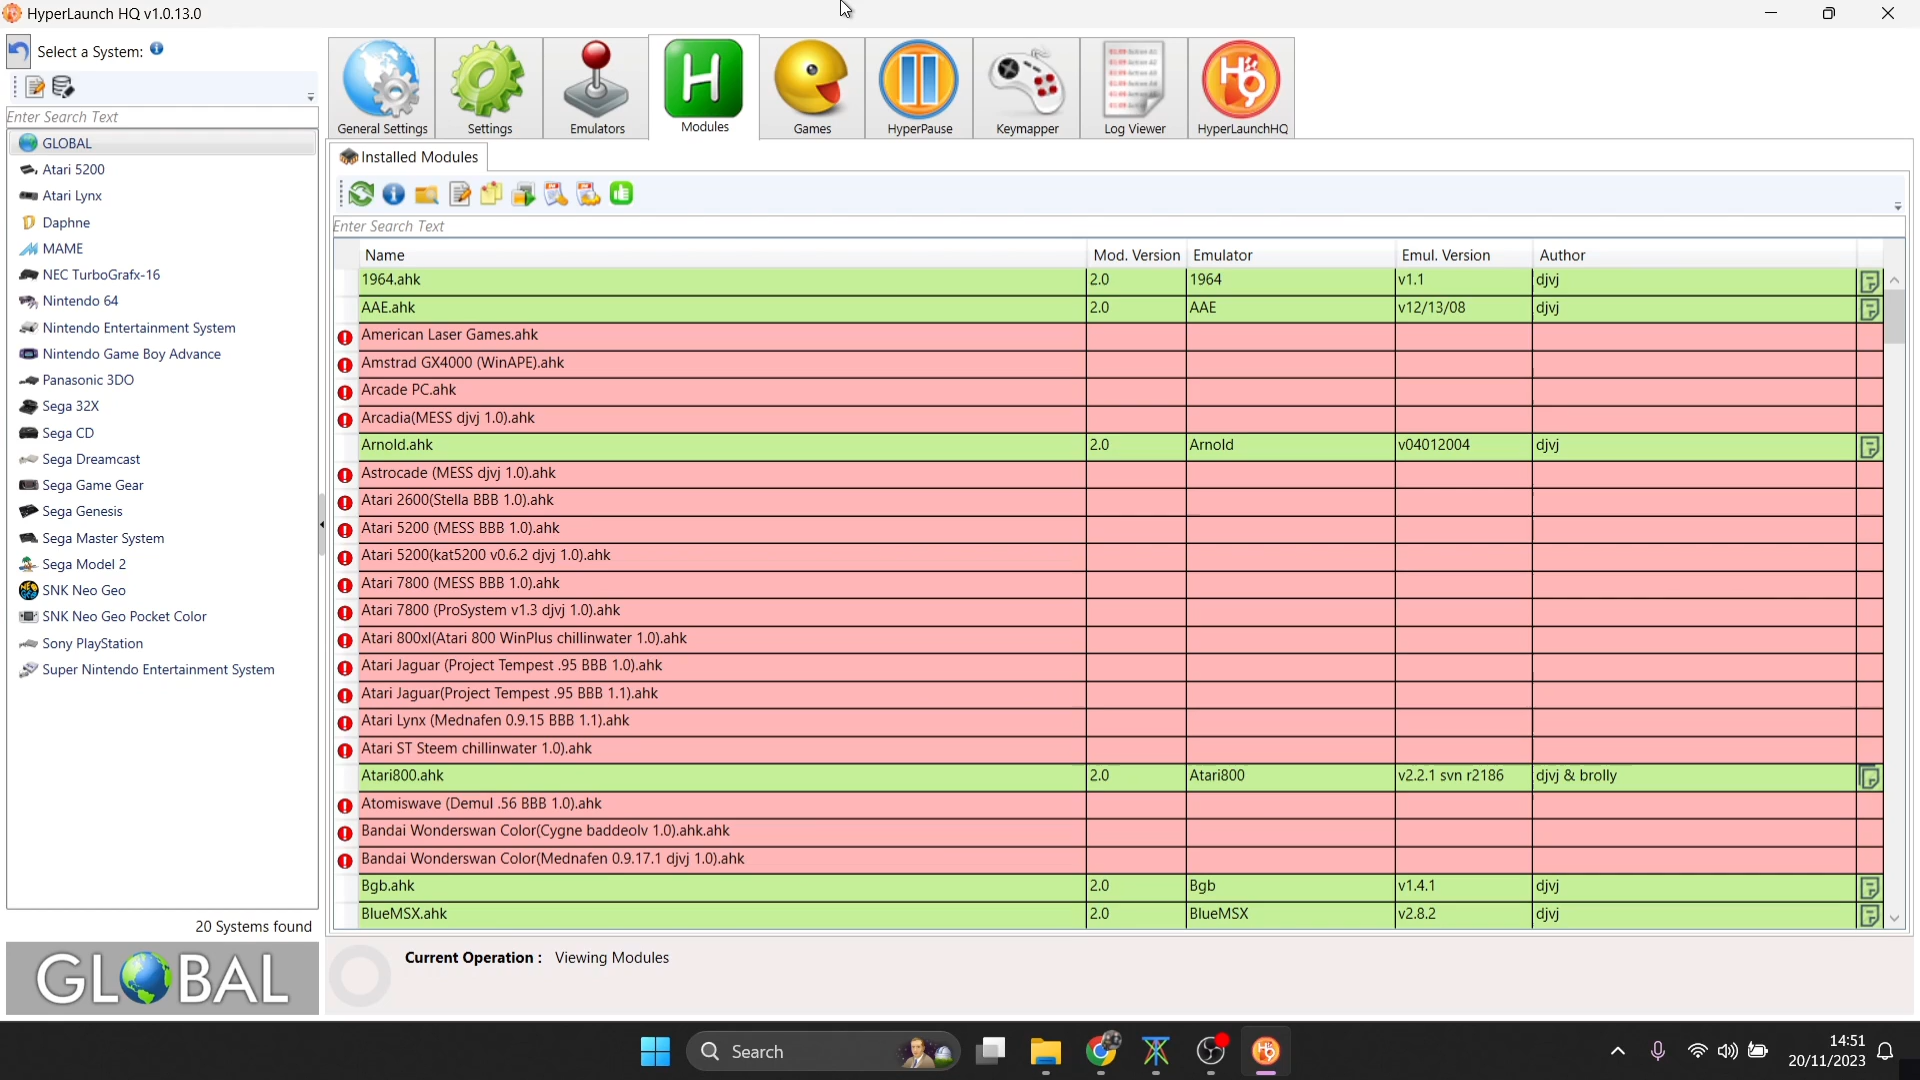 HyperLaunch HQ v1.0.13.0
Select a System:
Enter Search Text
GLOBAL
Atari 5200
Atari Lynx
Daphne
MAME
NEC TurboGrafx-16
Nintendo 64
Nintendo Entertainment System
Nintendo Game Boy Advance
Panasonic 3DO
Sega 32X
Sega CD
Sega Dreamcast
Sega Game Gear
Sega Genesis
Sega Master System
Sega Model 2
SNK Neo Geo
SNK Neo Geo Pocket Color
Sony PlayStation
Super Nintendo Entertainment System
20 Systems found
GLOBAL
General Settings Settings Emulators Modules Games HyperPause Keymapper Log Viewer HyperLaunchHQ
Installed Modules
Enter Search Text
Name Mod. Version Emulator Emul. Version Author
1964.ahk 2.0 1964 v1.1 djvj
AAE.ahk 2.0 AAE v12/13/08 djvj
American Laser Games.ahk
Amstrad GX4000 (WinAPE).ahk
Arcade PC.ahk
Arcadia(MESS djvj 1.0).ahk
Arnold.ahk 2.0 Arnold v04012004 djvj
Astrocade (MESS djvj 1.0).ahk
Atari 2600(Stella BBB 1.0).ahk
Atari 5200 (MESS BBB 1.0).ahk
Atari 5200(kat5200 v0.6.2 djvj 1.0).ahk
Atari 7800 (MESS BBB 1.0).ahk
Atari 7800 (ProSystem v1.3 djvj 1.0).ahk
Atari 800xl(Atari 800 WinPlus chillinwater 1.0).ahk
Atari Jaguar (Project Tempest .95 BBB 1.0).ahk
Atari Jaguar(Project Tempest .95 BBB 1.1).ahk
Atari Lynx (Mednafen 0.9.15 BBB 1.1).ahk
Atari ST Steem chillinwater 1.0).ahk
Atari800.ahk 2.0 Atari800 v2.2.1 svn r2186 djvj & brolly
Atomiswave (Demul .56 BBB 1.0).ahk
Bandai Wonderswan Color(Cygne baddeolv 1.0).ahk.ahk
Bandai Wonderswan Color(Mednafen 0.9.17.1 djvj 1.0).ahk
Bgb.ahk 2.0 Bgb v1.4.1 djvj
BlueMSX.ahk 2.0 BlueMSX v2.8.2 djvj
Current Operation : Viewing Modules
Search
14:51
20/11/2023